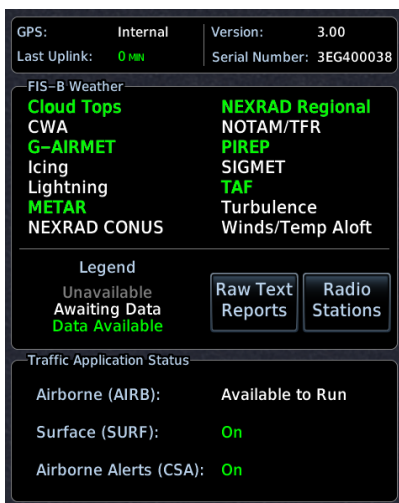 GPS: Internal Version: 3.00
Last Uplink: 0 MIN Serial Number: 3EG400038
FIS-B Weather
Cloud Tops NEXRAD Regional
CWA NOTAM/TFR
G-AIRMET PIREP
Icing SIGMET
Lightning TAF
METAR Turbulence
NEXRAD CONUS Winds/Temp Aloft
Legend
Unavailable
Awaiting Data
Data Available
Raw Text
Reports
Radio
Stations
Traffic Application Status
Airborne (AIRB): Available to Run
Surface (SURF): On
Airborne Alerts (CSA): On